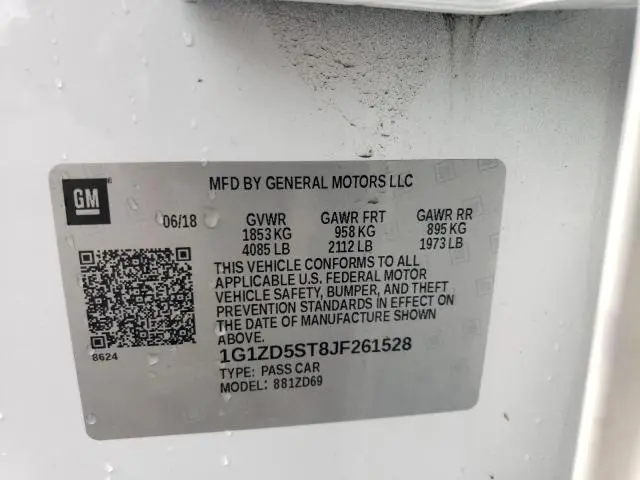 GM
MFD BY GENERAL MOTORS LLC
06/18 GVWR GAWR FRT GAWR RR
1853 KG 958 KG 895 KG
4085 LB 2112 LB 1973 LB
THIS VEHICLE CONFORMS TO ALL
APPLICABLE U.S. FEDERAL MOTOR
VEHICLE SAFETY, BUMPER, AND THEFT
PREVENTION STANDARDS IN EFFECT ON
THE DATE OF MANUFACTURE SHOWN
ABOVE.
8624
1G1ZD5ST8JF261528
TYPE: PASS CAR
MODEL: 881ZD69